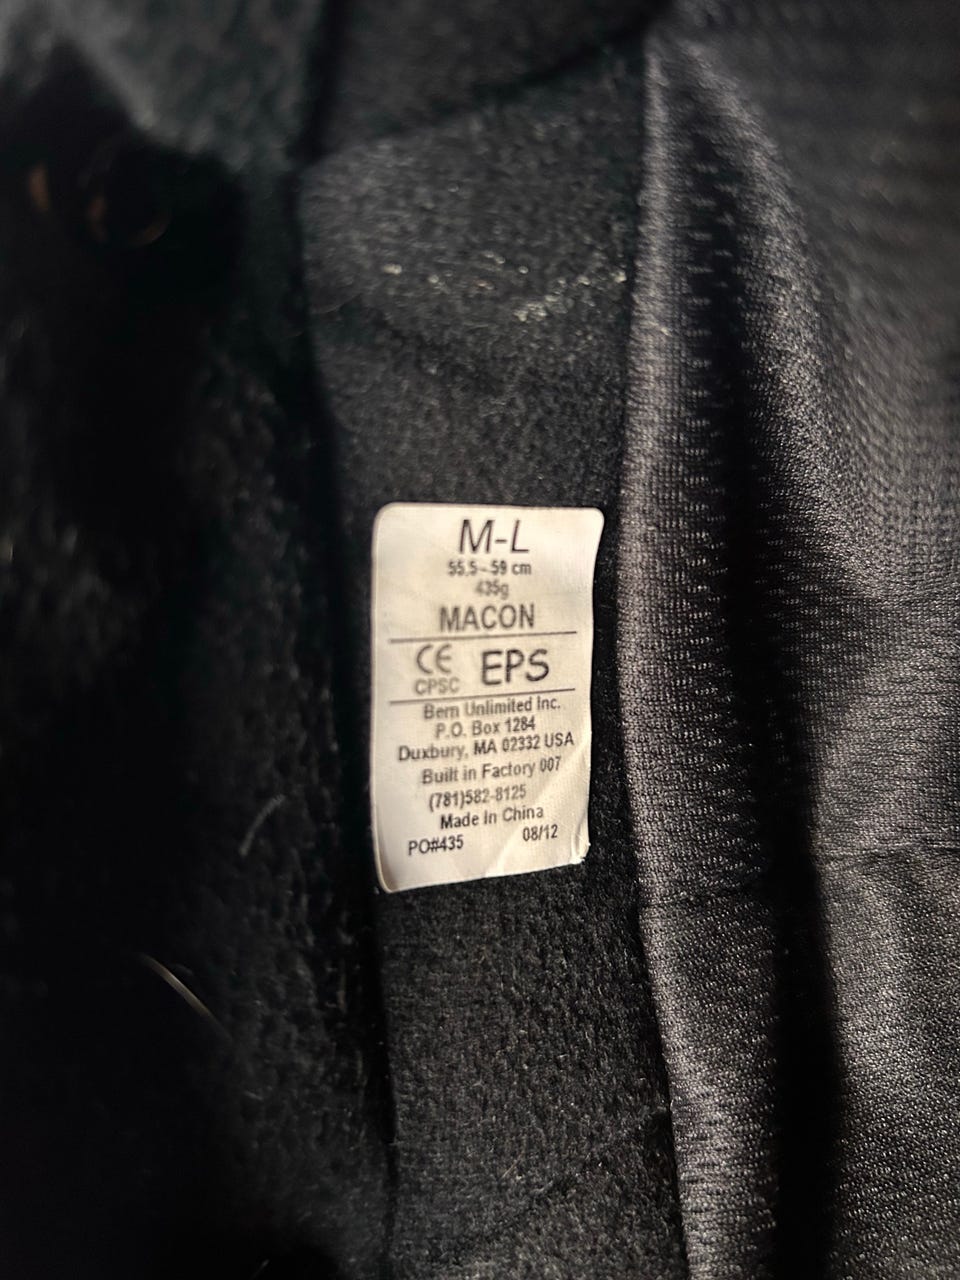 M-L
55.5-59 cm
435g
MACON
CE EPS
CPSC
Bern Unlimited Inc.
P.O. Box 1284
Duxbury, MA 02332 USA
Built in Factory 007
(781)582-8125
Made In China
PO#435 08/12